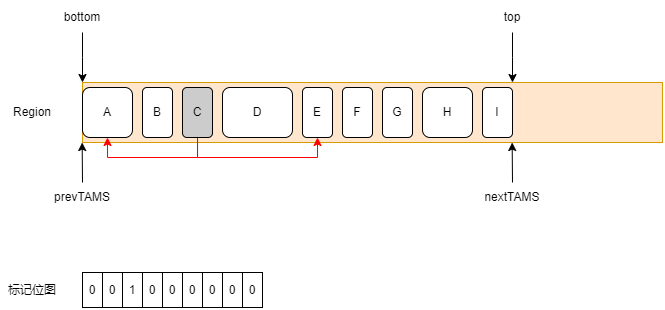 bottom
top
Region
A B C D E F G H I
prevTAMS
nextTAMS
标记位图
0 0 1 0 0 0 0 0 0